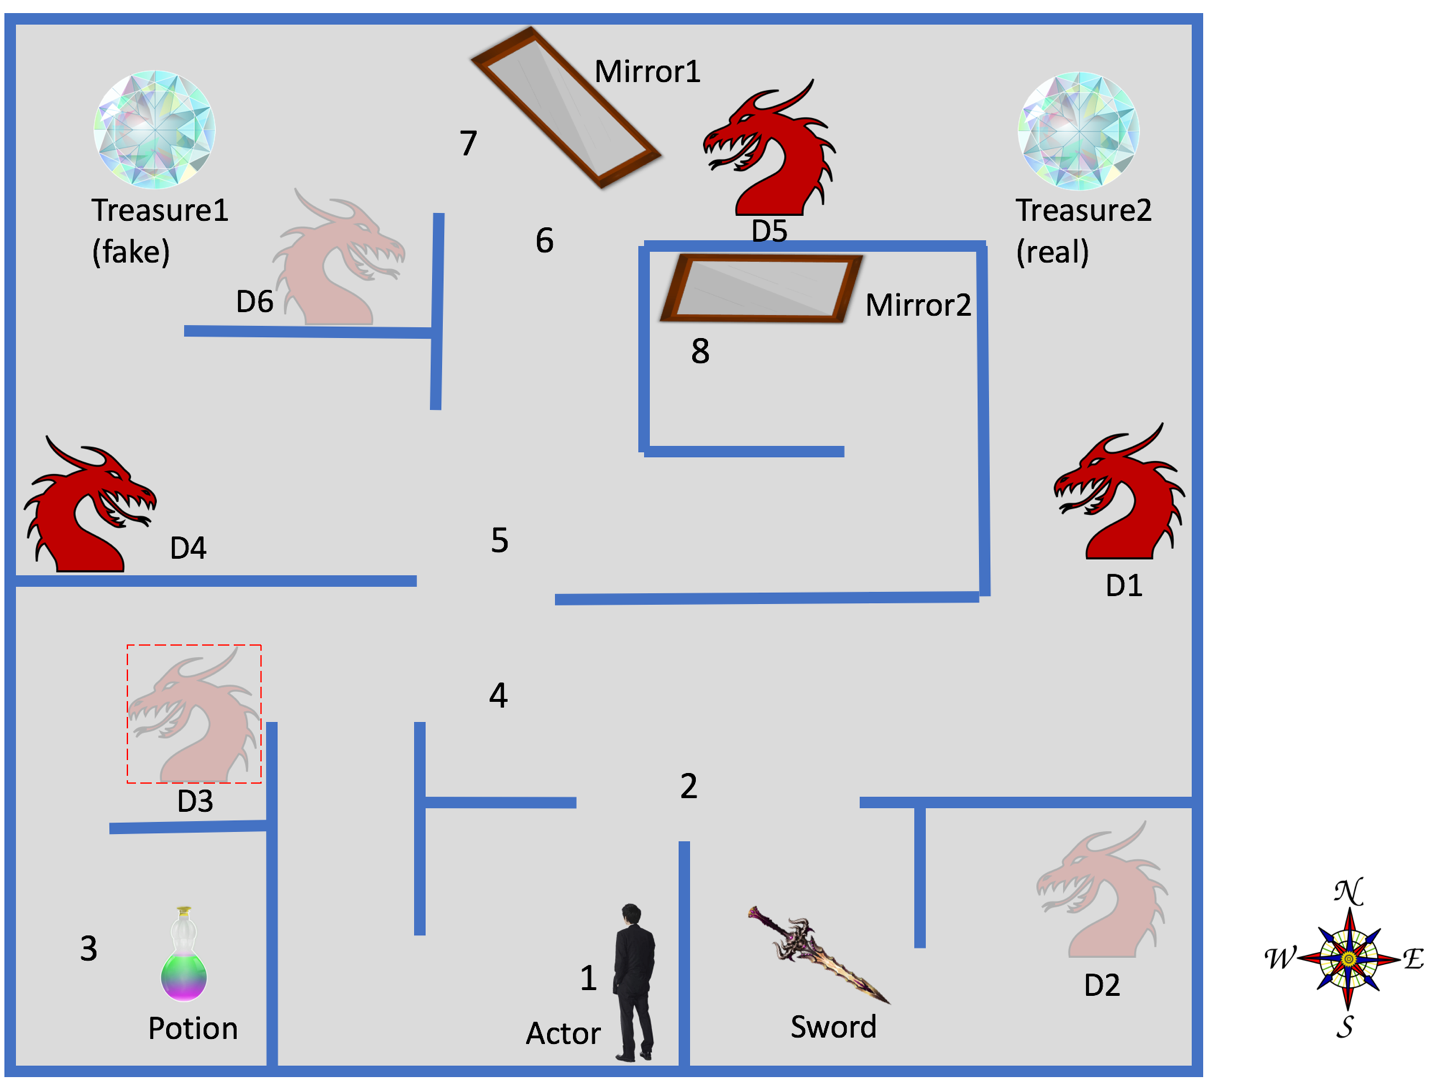 Mirror1
7
Treasure1
(fake)
Treasure2
(real)
D5
6
D6
Mirror2
8
5
D4
D1
4
2
D3
3
1
Potion
Actor
Sword
D2
N
W
E
S